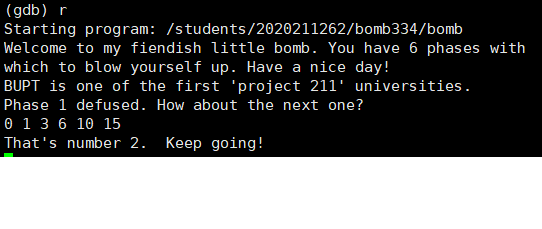 (gdb) r
Starting program: /students/2020211262/bomb334/bomb
Welcome to my fiendish little bomb. You have 6 phases with
which to blow yourself up. Have a nice day!
BUPT is one of the first 'project 211' universities.
Phase 1 defused. How about the next one?
0 1 3 6 10 15
That's number 2.  Keep going!